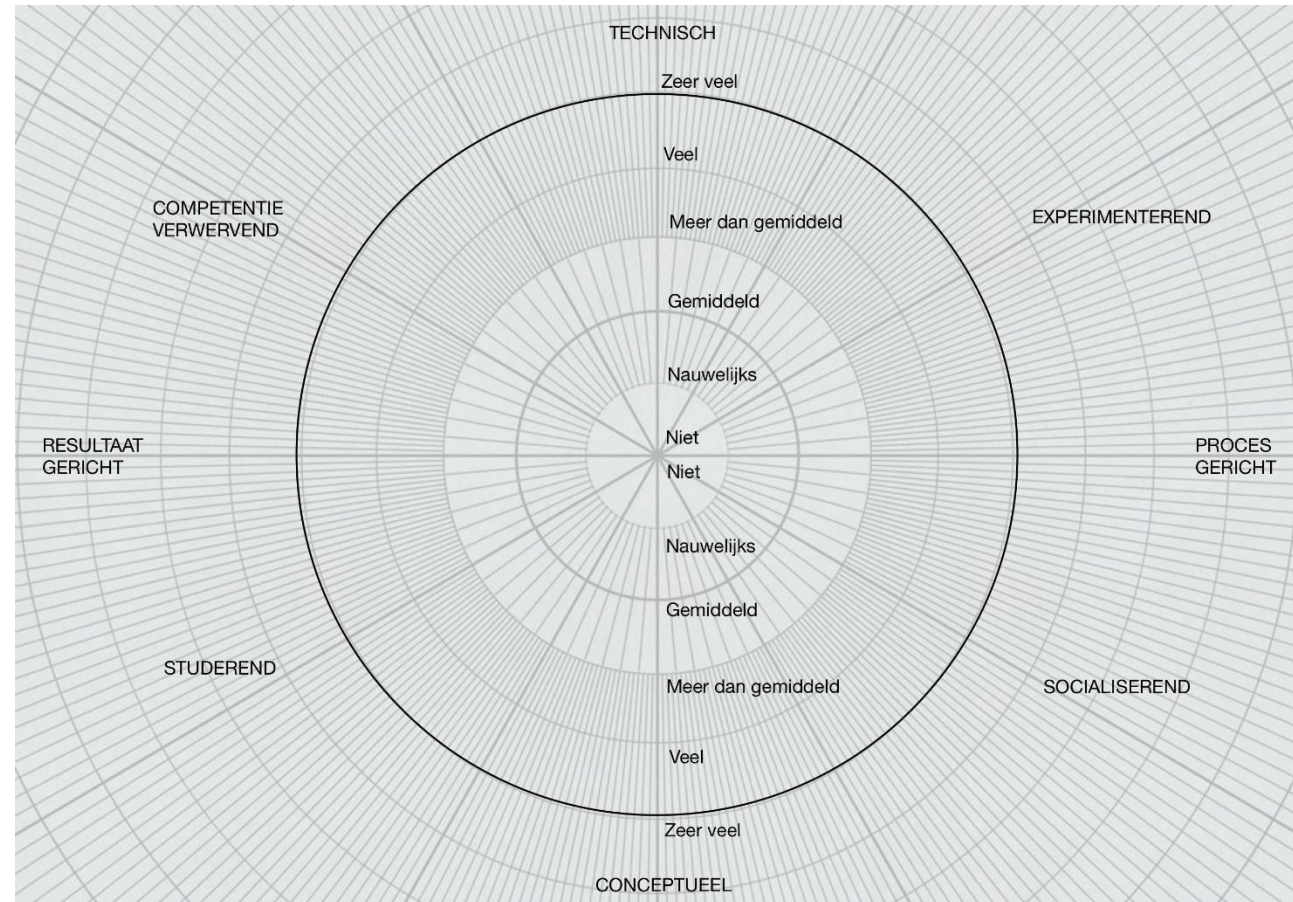 TECHNISCH
Zeer veel
Veel
COMPETENTIE
VERWERVEND
EXPERIMENTEREND
Meer dan gemiddeld
Gemiddeld
Nauwelijks
Niet
RESULTAAT
GERICHT
PROCES
GERICHT
Niet
Nauwelijks
Gemiddeld
STUDEREND
Meer dan gemiddeld
SOCIALISEREND
Veel
Zeer veel
CONCEPTUEEL